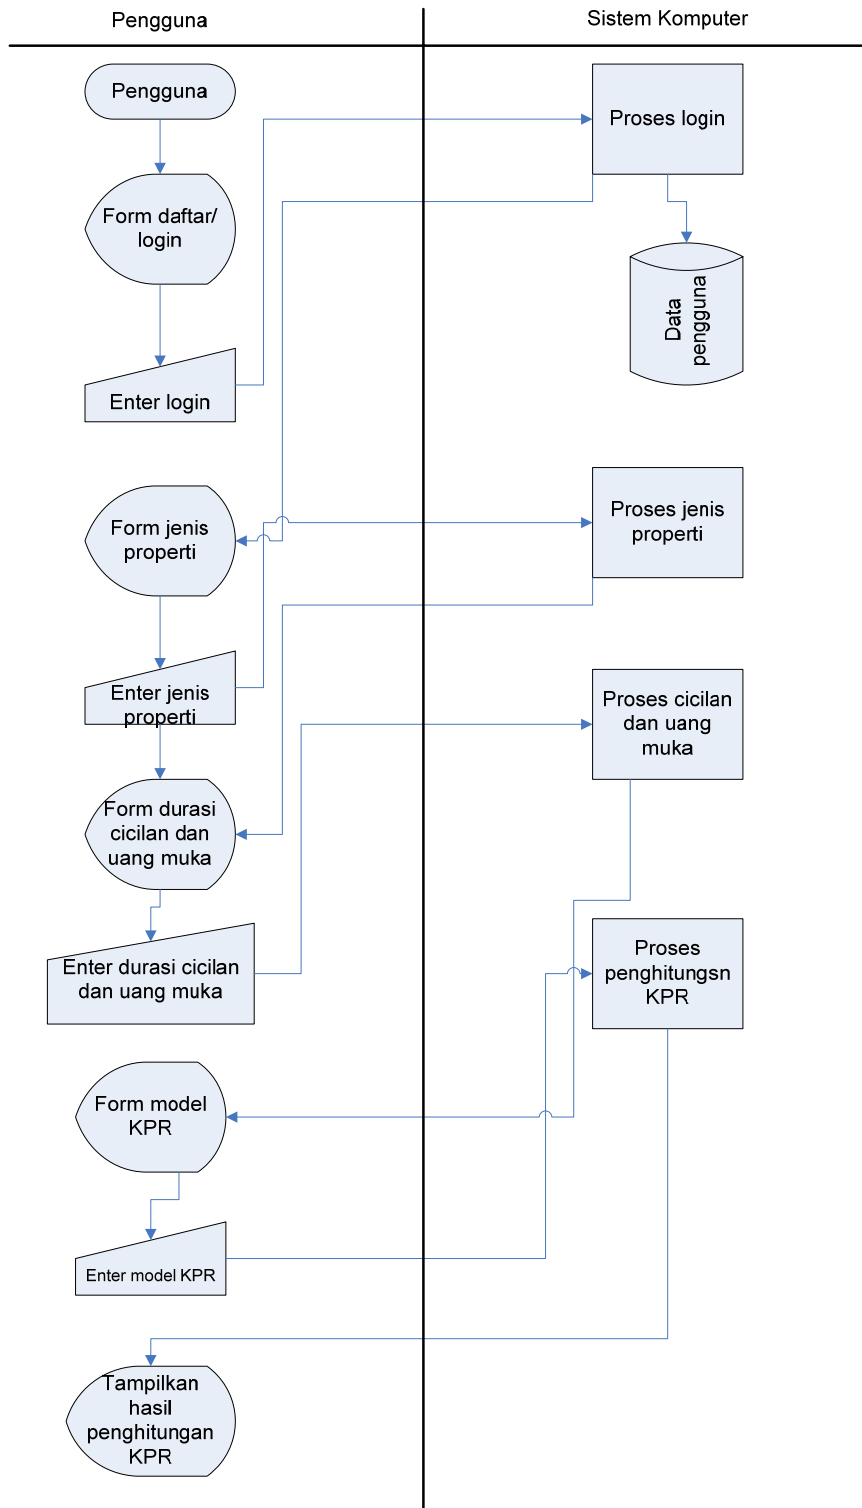 Pengguna
Sistem Komputer
Pengguna
Proses login
Form daftar/
login
Data
pengguna
Enter login
Form jenis
properti
Proses jenis
properti
Enter jenis
properti
Proses cicilan
dan uang
muka
Form durasi
cicilan dan
uang muka
Enter durasi cicilan
dan uang muka
Proses
penghitungsn
KPR
Form model
KPR
Enter model KPR
Tampilkan
hasil
penghitungan
KPR